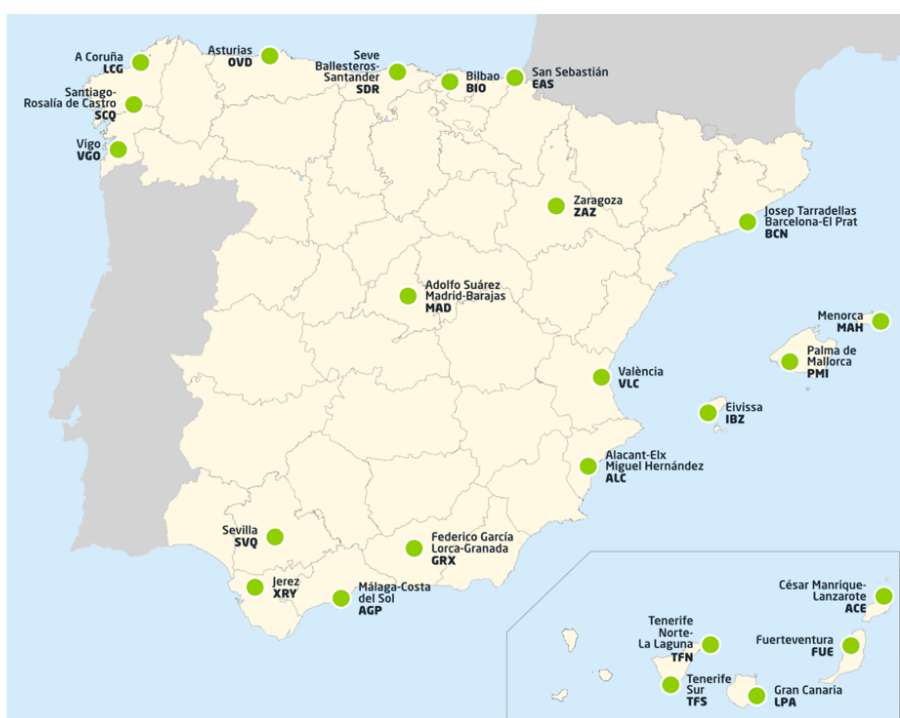 A Coruña
LCG
Asturias
OVD
Seve
Ballesteros-
Santander
SDR
Bilbao
BIO
San Sebastián
EAS
Santiago-
Rosalía de Castro
SCQ
Vigo
VGO
Zaragoza
ZAZ
Josep Tarradellas
Barcelona-El Prat
BCN
Adolfo Suárez
Madrid-Barajas
MAD
Menorca
MAH
Palma de
Mallorca
PMI
València
VLC
Eivissa
IBZ
Alacant-Elx
Miguel Hernández
ALC
Sevilla
SVQ
Federico García
Lorca-Granada
GRX
Jerez
XRY
Málaga-Costa
del Sol
AGP
César Manrique-
Lanzarote
ACE
Tenerife
Norte-
La Laguna
TFN
Fuerteventura
FUE
Tenerife
Sur
TFS
Gran Canaria
LPA